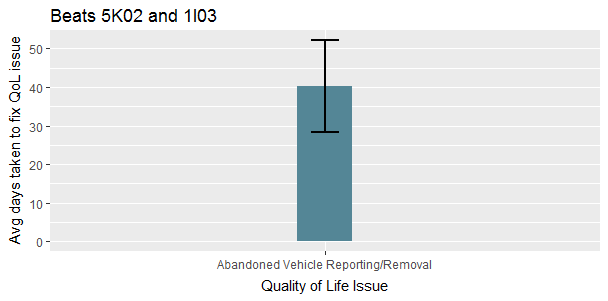 Beats 5K02 and 1I03
Avg days taken to fix QoL issue
50
40
30
20
10
0
Abandoned Vehicle Reporting/Removal
Quality of Life Issue